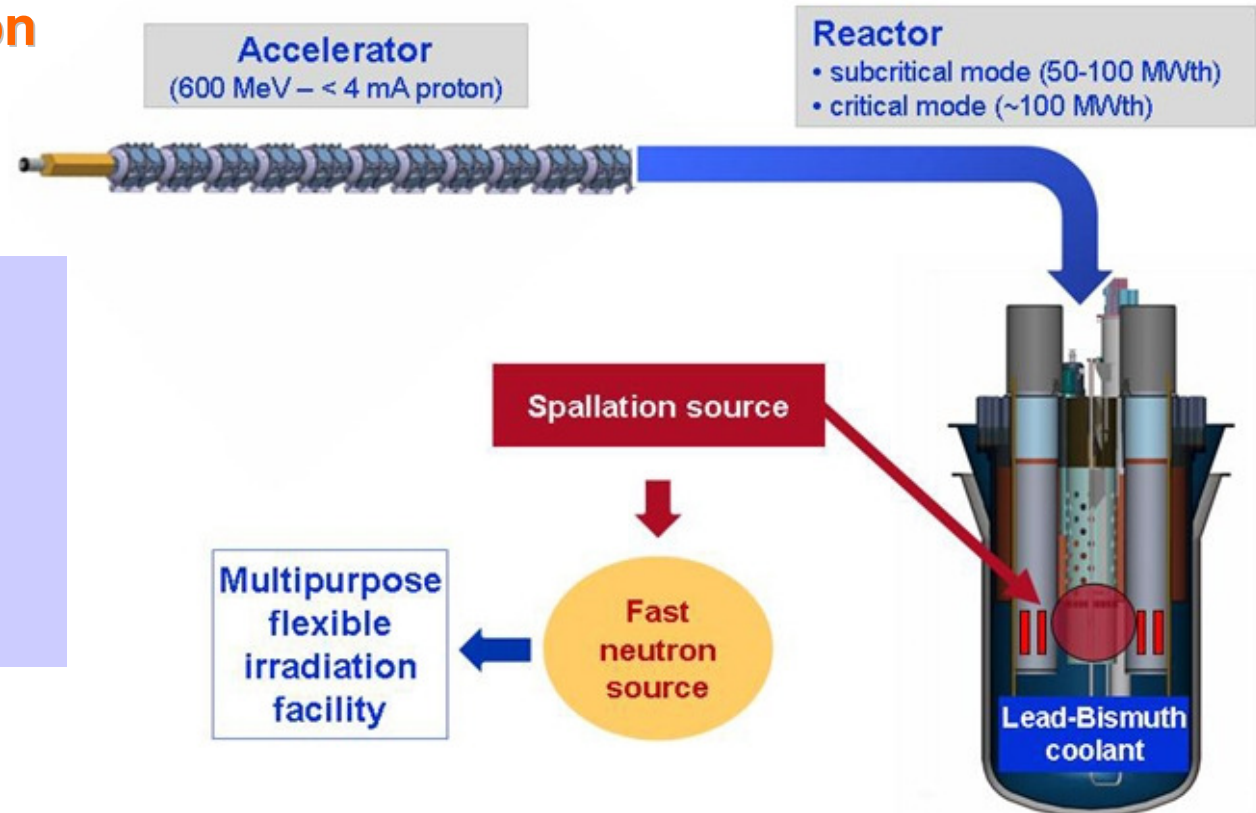 on
Accelerator
(600 MeV – < 4 mA proton)
Reactor
• subcritical mode (50-100 MWth)
• critical mode (~100 MWth)
Spallation source
Multipurpose
flexible
irradiation
facility
Fast
neutron
source
Lead-Bismuth
coolant